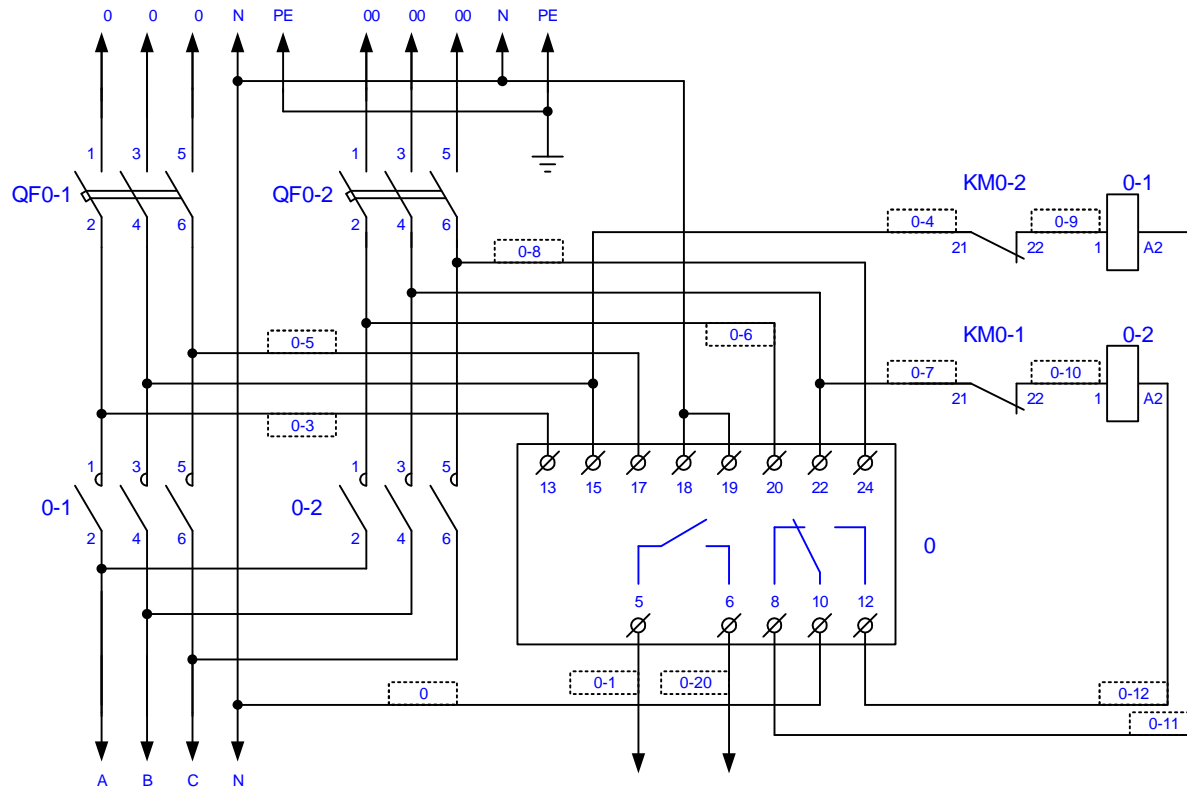 0 0 0 N PE 00 00 00 N PE
1 3 5 1 3 5
QF0-1 QF0-2 KM0-2 0-1
2 4 6 2 4 6
0-4 0-9
21 22 1 A2
0-8
0-5 0-6 KM0-1 0-2
0-7 0-10
21 22 1 A2
0-3
1 3 5 1 3 5
13 15 17 18 19 20 22 24
0-1 0-2
2 4 6 2 4 6
0
5 6 8 10 12
0-1 0-20
0 0-12
0-11
A B C N